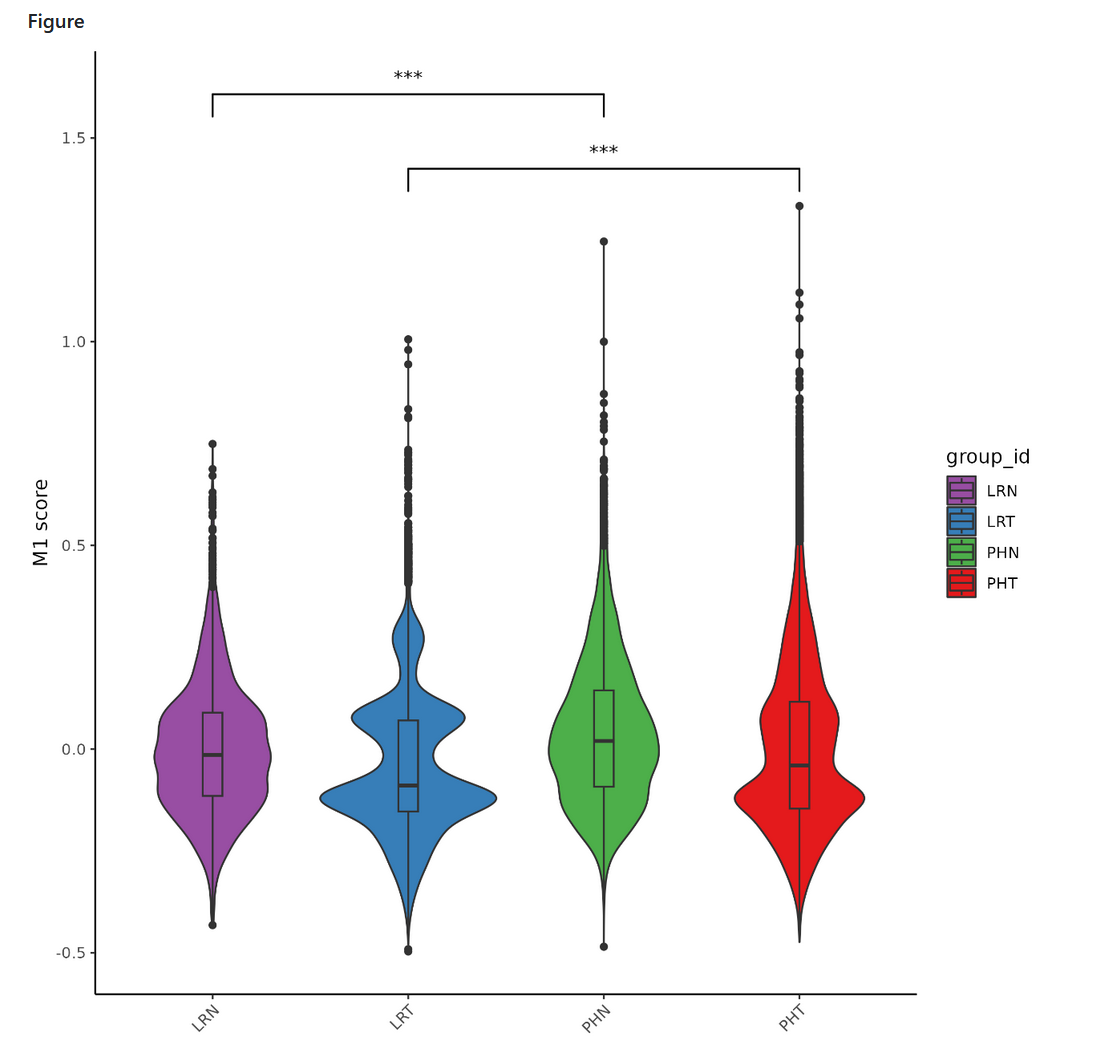 Figure
***
***
1.5
1.0
0.5
0.0
-0.5
M1 score
LRN
LRT
PHN
PHT
group_id
LRN
LRT
PHN
PHT